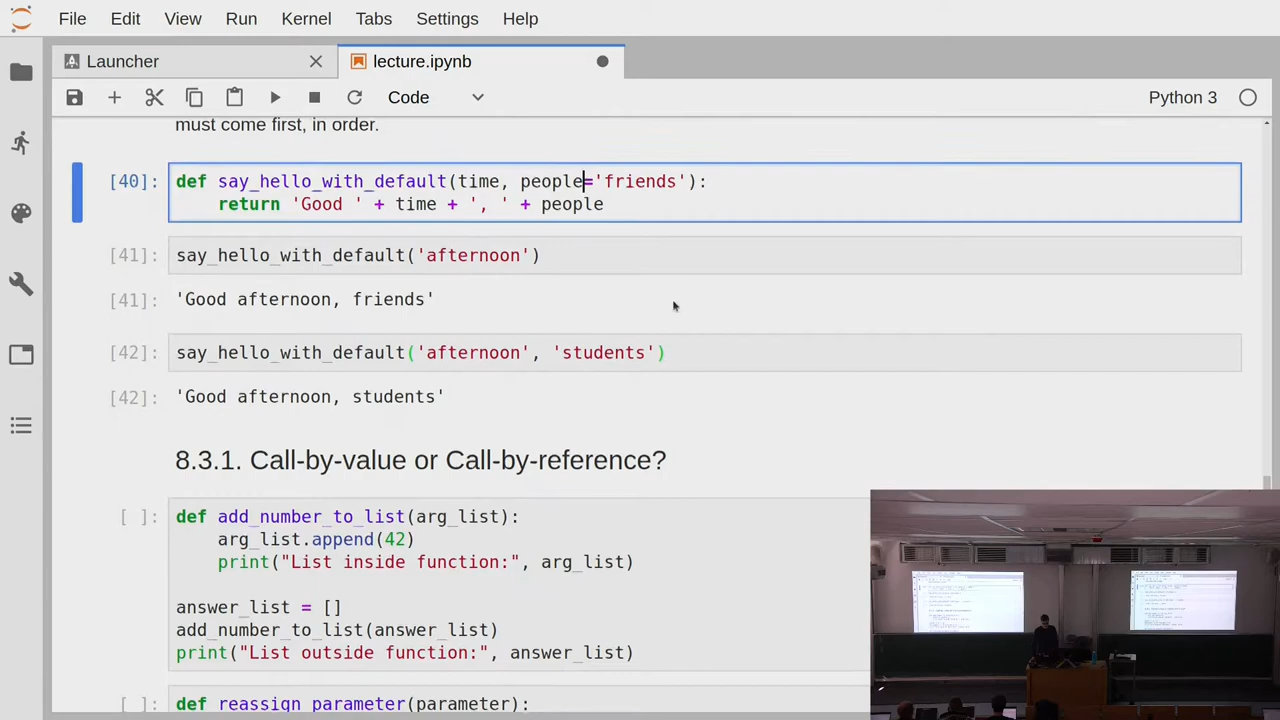 File Edit View Run Kernel Tabs Settings Help
Launcher lecture.ipynb
Code Python 3
must come first, in order.
[40]: def say_hello_with_default(time, people='friends'):
return 'Good ' + time + ', ' + people
[41]: say_hello_with_default('afternoon')
[41]: 'Good afternoon, friends'
[42]: say_hello_with_default('afternoon', 'students')
[42]: 'Good afternoon, students'
8.3.1. Call-by-value or Call-by-reference?
[ ]: def add_number_to_list(arg_list):
arg_list.append(42)
print("List inside function:", arg_list)
answer_list = []
add_number_to_list(answer_list)
print("List outside function:", answer_list)
[ ]: def reassign_parameter(parameter):